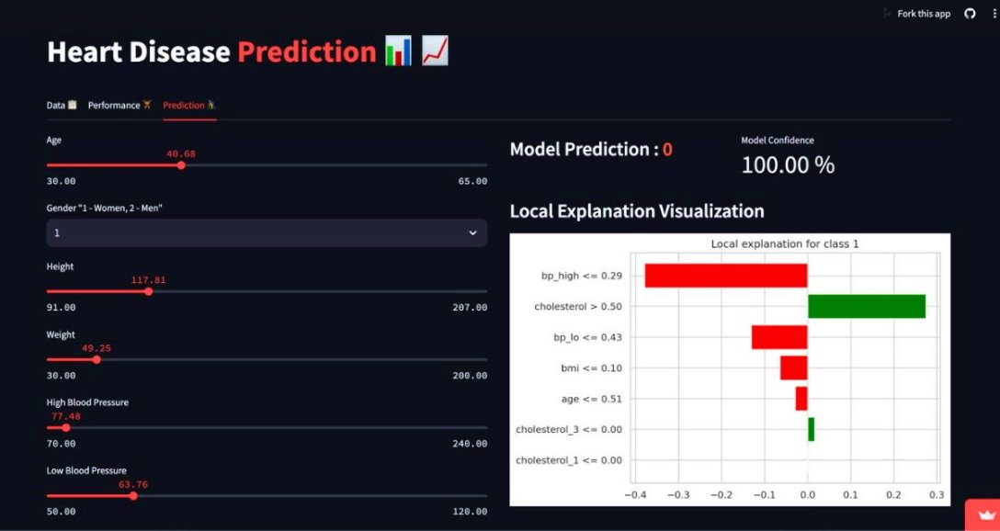 Fork this app
Heart Disease Prediction
Data Performance Prediction
Age
40.68
30.00 65.00
Gender "1 - Women, 2 - Men"
1
Height
117.81
91.00 207.00
Weight
49.25
30.00 200.00
High Blood Pressure
77.48
70.00 240.00
Low Blood Pressure
63.76
50.00 120.00
Model Prediction : 0
Model Confidence
100.00 %
Local Explanation Visualization
Local explanation for class 1
bp_high <= 0.29
cholesterol > 0.50
bp_lo <= 0.43
bmi <= 0.10
age <= 0.51
cholesterol_3 <= 0.00
cholesterol_1 <= 0.00
−0.4 −0.3 −0.2 −0.1 0.0 0.1 0.2 0.3